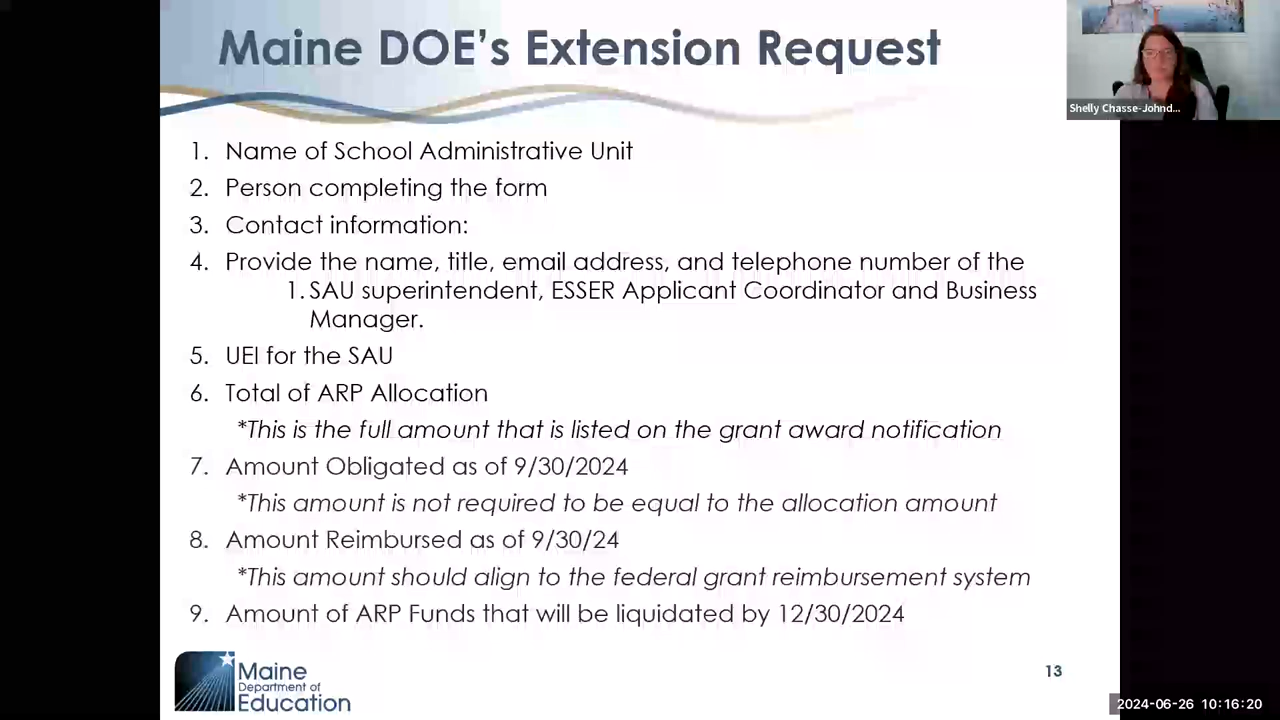 Maine DOE's Extension Request
Shelly Chasse-Johnd...
1. Name of School Administrative Unit
2. Person completing the form
3. Contact information:
4. Provide the name, title, email address, and telephone number of the
1. SAU superintendent, ESSER Applicant Coordinator and Business
Manager.
5. UEI for the SAU
6. Total of ARP Allocation
*This is the full amount that is listed on the grant award notification
7. Amount Obligated as of 9/30/2024
*This amount is not required to be equal to the allocation amount
8. Amount Reimbursed as of 9/30/24
*This amount should align to the federal grant reimbursement system
9. Amount of ARP Funds that will be liquidated by 12/30/2024
Maine
Department of
Education
13
2024-06-26 10:16:20